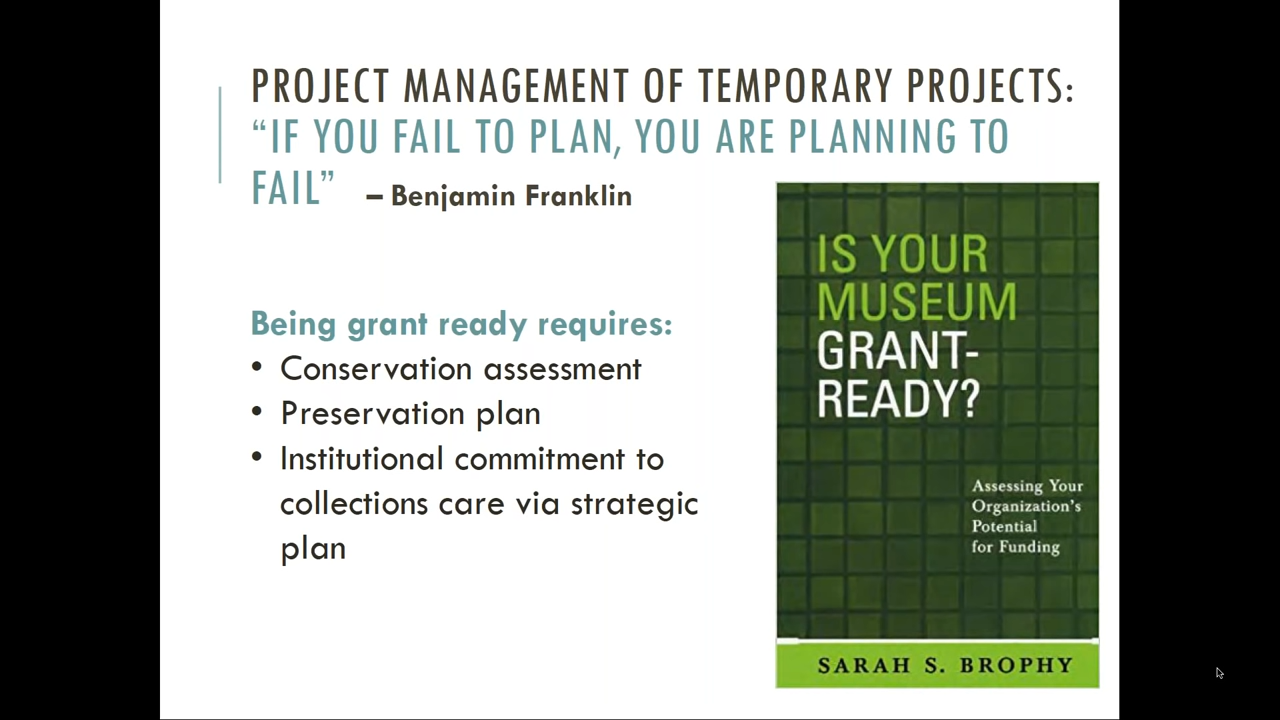 PROJECT MANAGEMENT OF TEMPORARY PROJECTS:
“IF YOU FAIL TO PLAN, YOU ARE PLANNING TO
FAIL” – Benjamin Franklin
Being grant ready requires:
• Conservation assessment
• Preservation plan
• Institutional commitment to
collections care via strategic
plan
IS YOUR
MUSEUM
GRANT-
READY?
Assessing Your
Organization's
Potential
for Funding
SARAH S. BROPHY